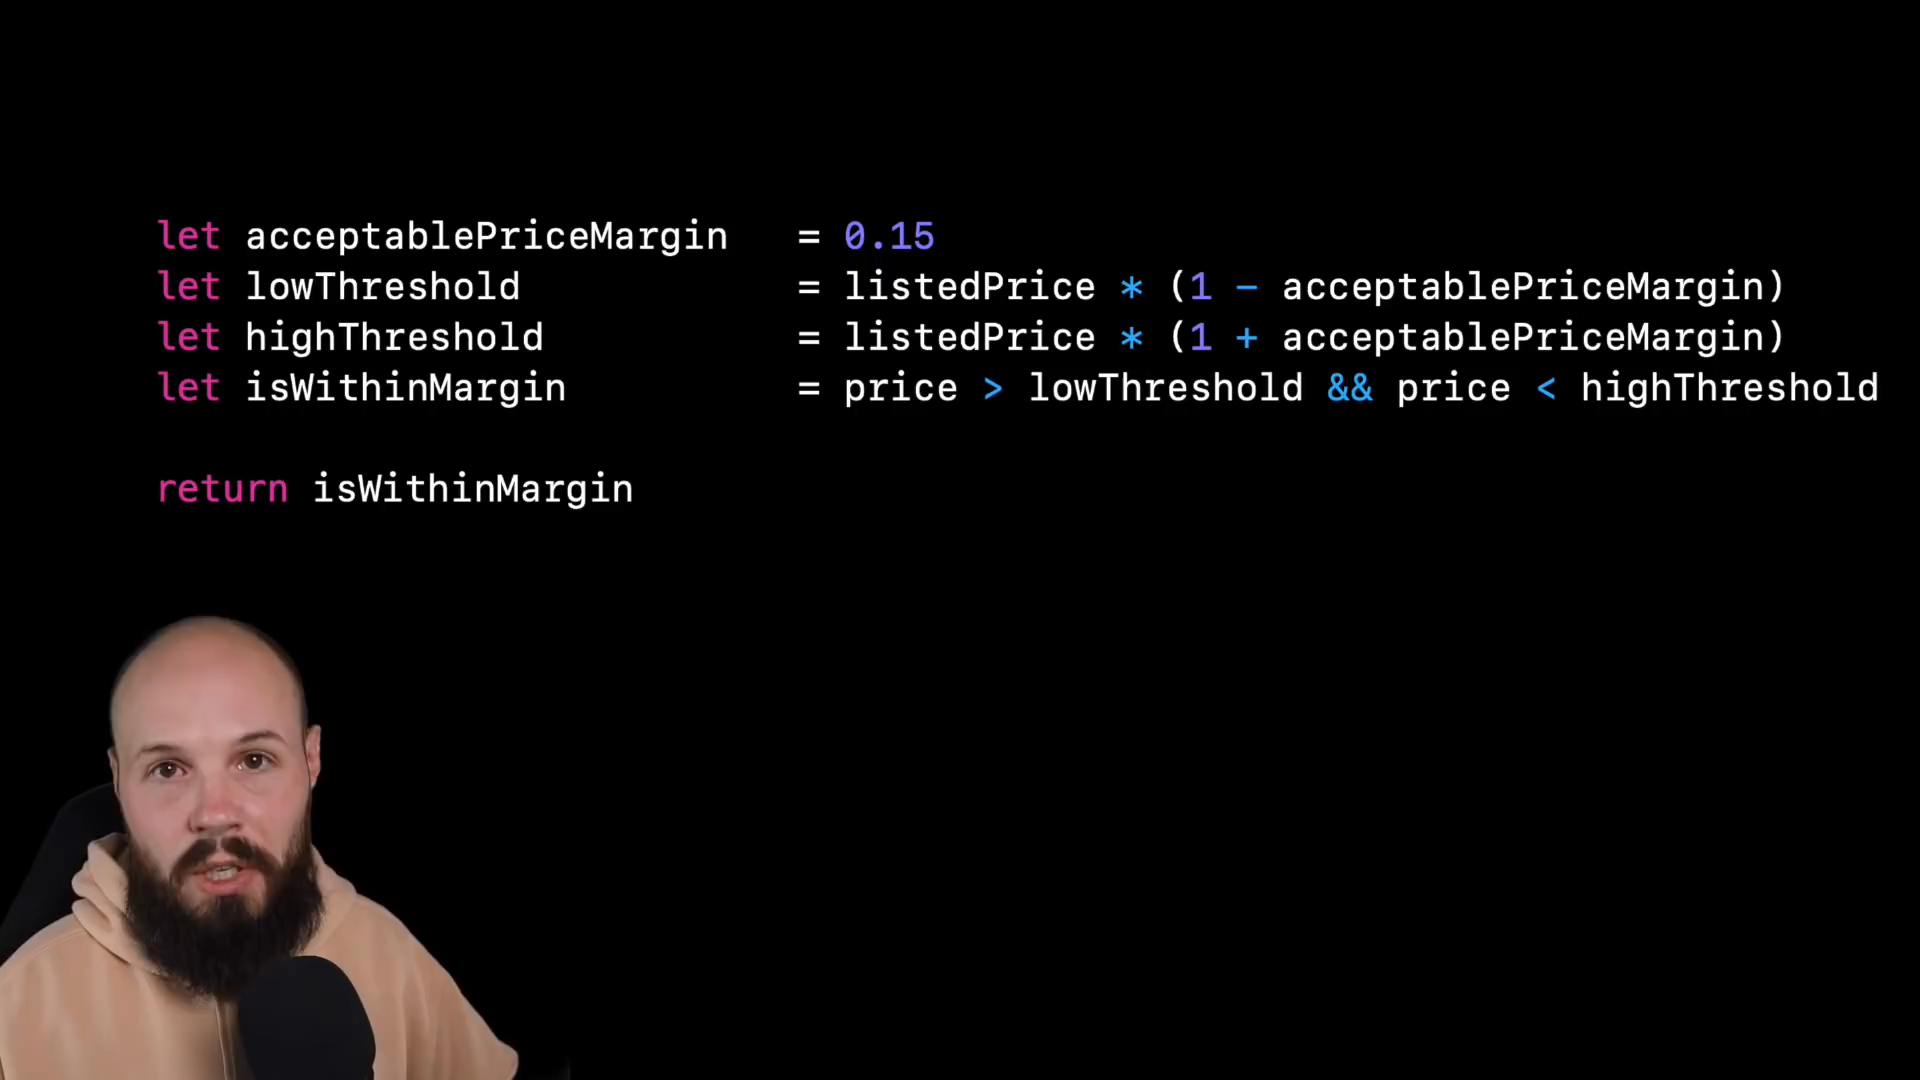 let acceptablePriceMargin = 0.15
let lowThreshold = listedPrice * (1 - acceptablePriceMargin)
let highThreshold = listedPrice * (1 + acceptablePriceMargin)
let isWithinMargin = price > lowThreshold && price < highThreshold
return isWithinMargin